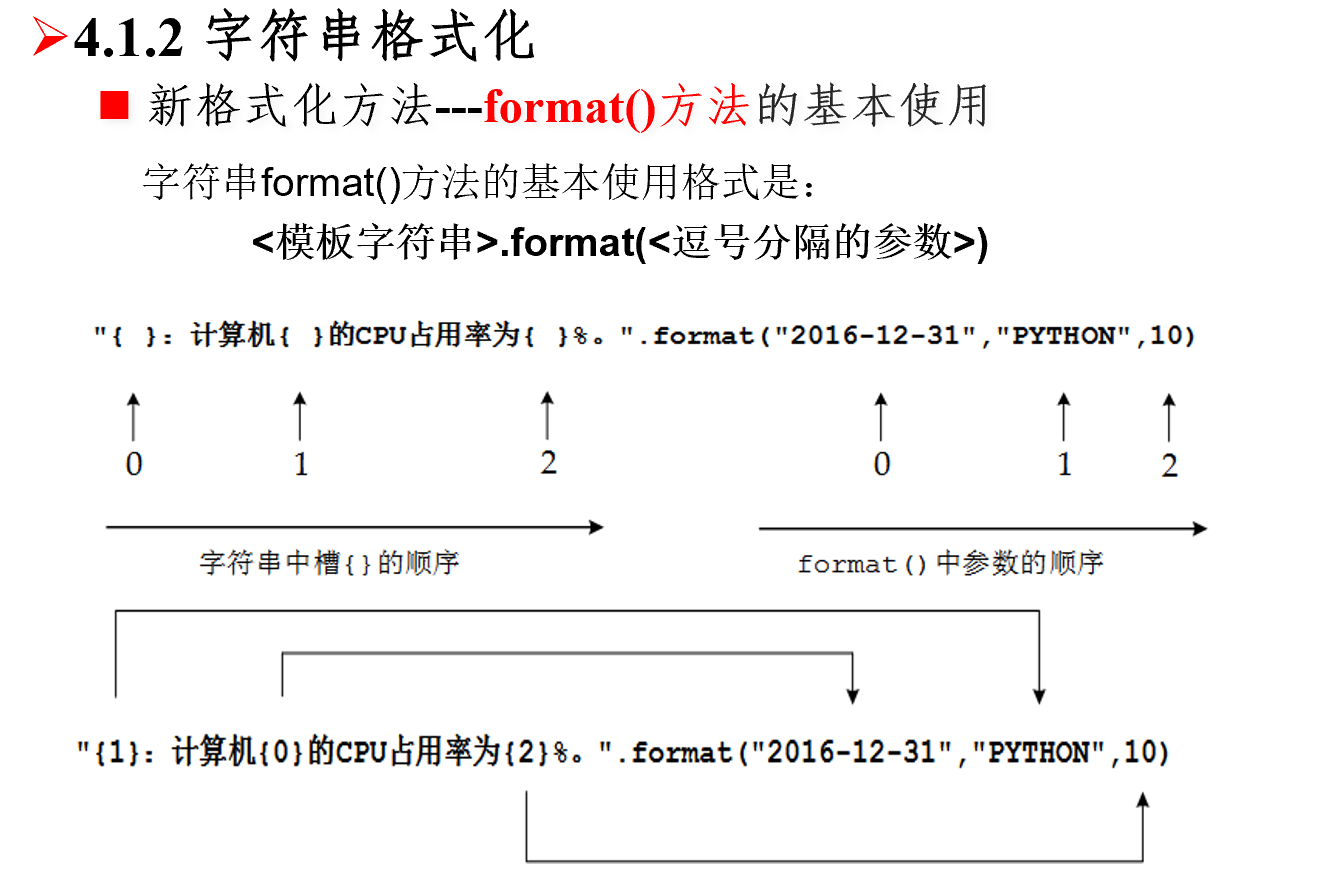 4.1.2 字符串格式化
新格式化方法---format()方法的基本使用
字符串format()方法的基本使用格式是：
<模板字符串>.format(<逗号分隔的参数>)
"{ }：计算机{ }的CPU占用率为{ }%。".format("2016-12-31","PYTHON",10)
0 1 2 0 1 2
字符串中槽{}的顺序 format()中参数的顺序
"{1}：计算机{0}的CPU占用率为{2}%。".format("2016-12-31","PYTHON",10)